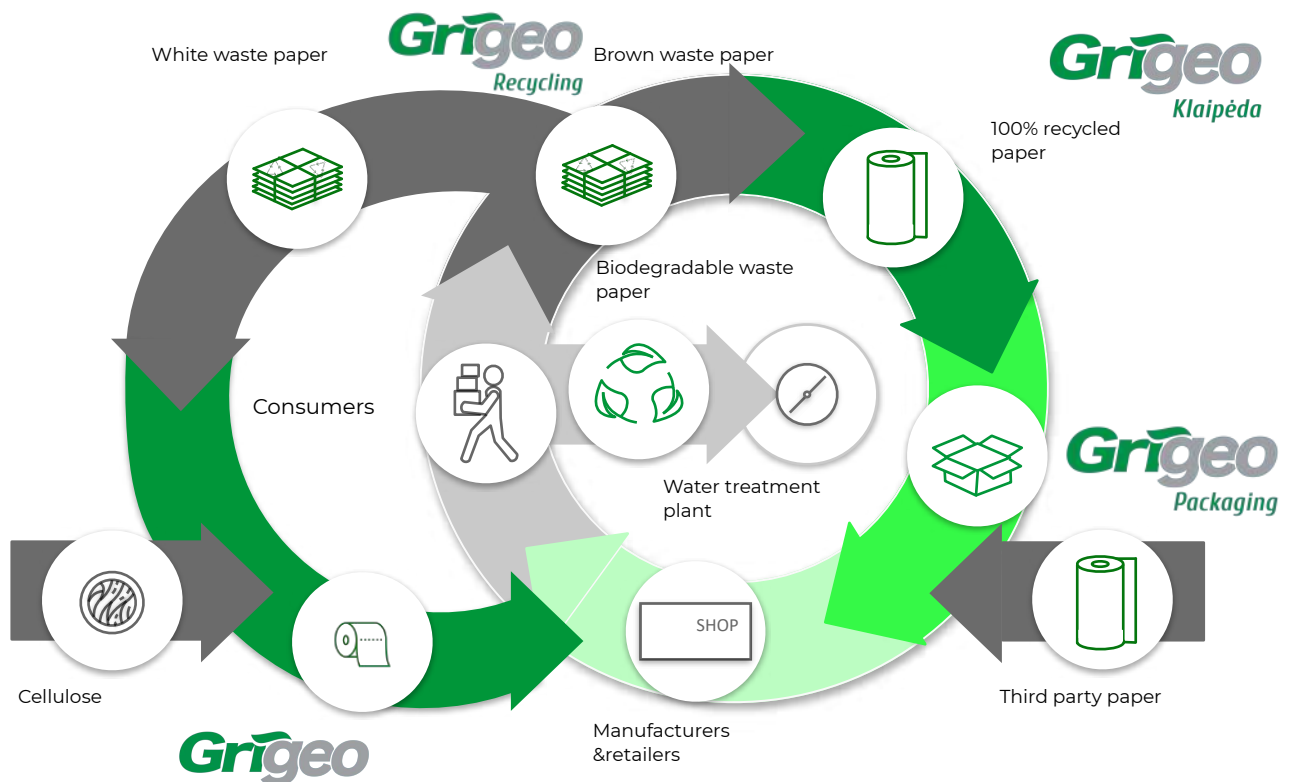 White waste paper
Grigeo
Recycling
Brown waste paper
Grigeo
Klaipėda
100% recycled
paper
Biodegradable waste
paper
Consumers
Grigeo
Packaging
Water treatment
plant
SHOP
Cellulose
Third party paper
Manufacturers
&retailers
Grigeo